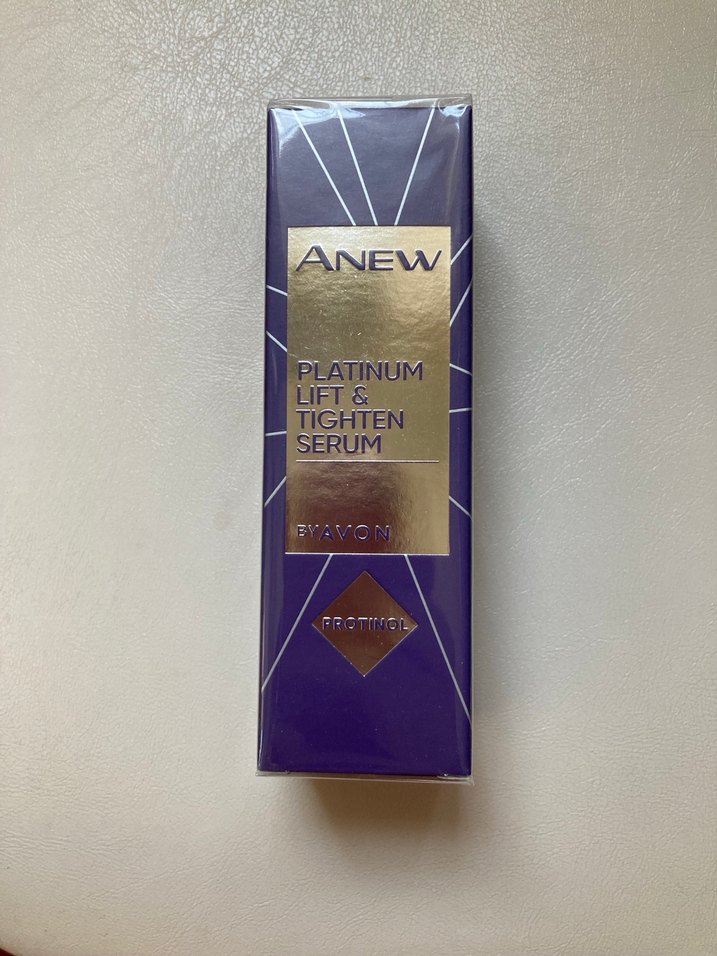 ANEW
PLATINUM
LIFT &
TIGHTEN
SERUM
BY AVON
PROTINOL